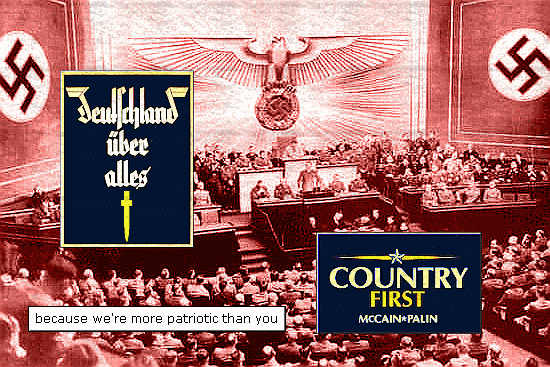 Deutschland
über
alles
COUNTRY
FIRST
McCAIN★PALIN
because we're more patriotic than you